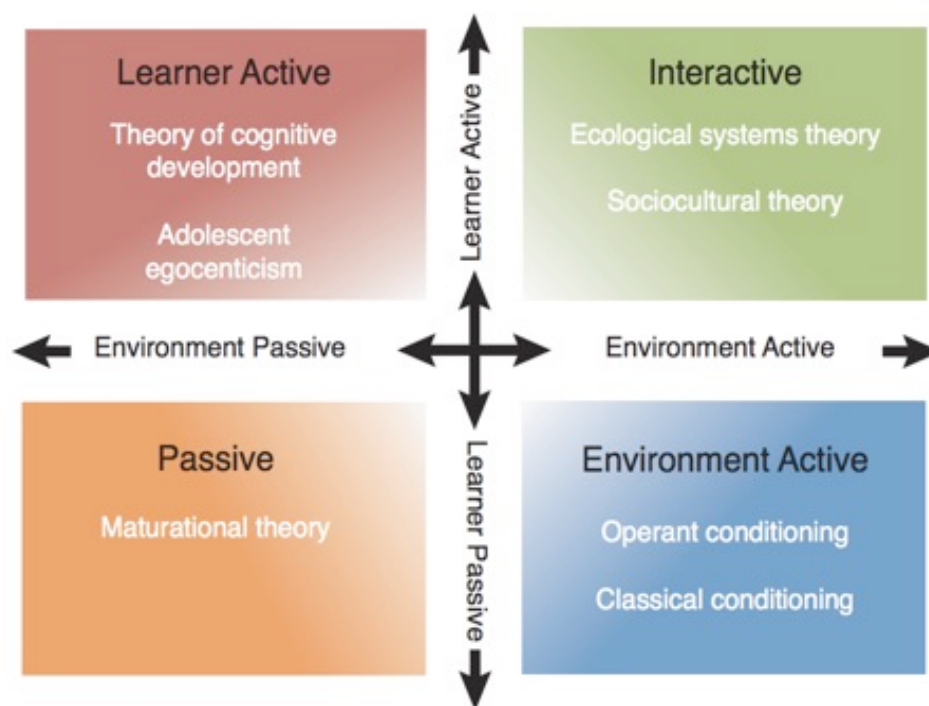 Learner Active
Theory of cognitive
development
Adolescent
egocenticism
Learner Active
Interactive
Ecological systems theory
Sociocultural theory
Environment Passive
Environment Active
Passive
Maturational theory
Learner Passive
Environment Active
Operant conditioning
Classical conditioning